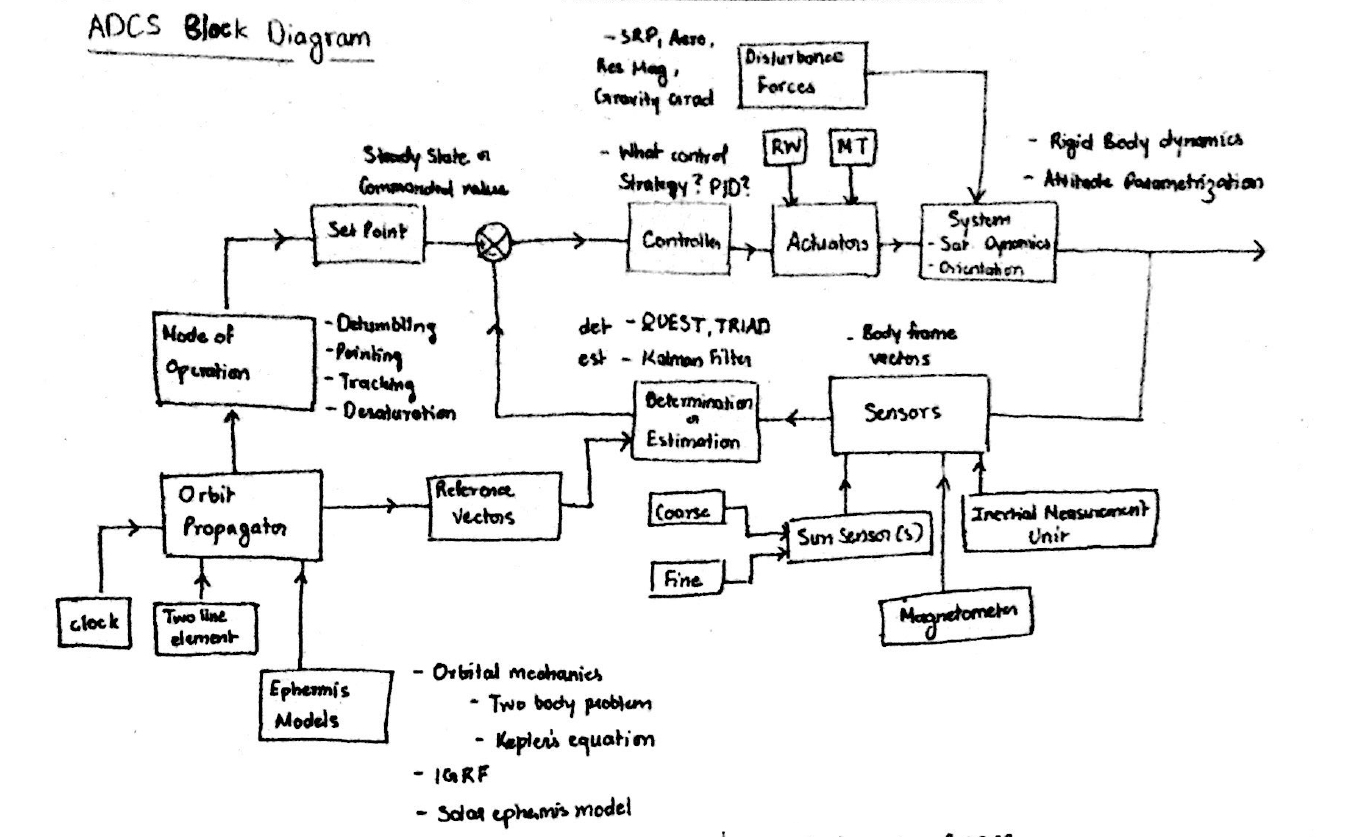 ADCS Block Diagram
- SRP, Aero,
Res Mag,
Gravity Grad
Disturbance
Forces
Steady State or
Commanded value
- What control
Strategy? PID?
RW
MT
- Rigid Body dynamics
- Attitude Parametrization
Set Point
Controller
Actuators
System
- Sat Dynamics
- Orientation
Mode of
Operation
- Detumbling
- Pointing
- Tracking
- Desaturation
det - QUEST, TRIAD
est - Kalman Filter
- Body frame
vectors
Determination
or
Estimation
Sensors
Orbit
Propagator
Reference
Vectors
Coarse
Fine
Sun Sensor(s)
Inertial Measurement
Unit
Magnetometer
Clock
Two line
element
Ephermis
Models
- Orbital mechanics
- Two body problem
- Kepler's equation
- IGRF
- Solar ephermis model